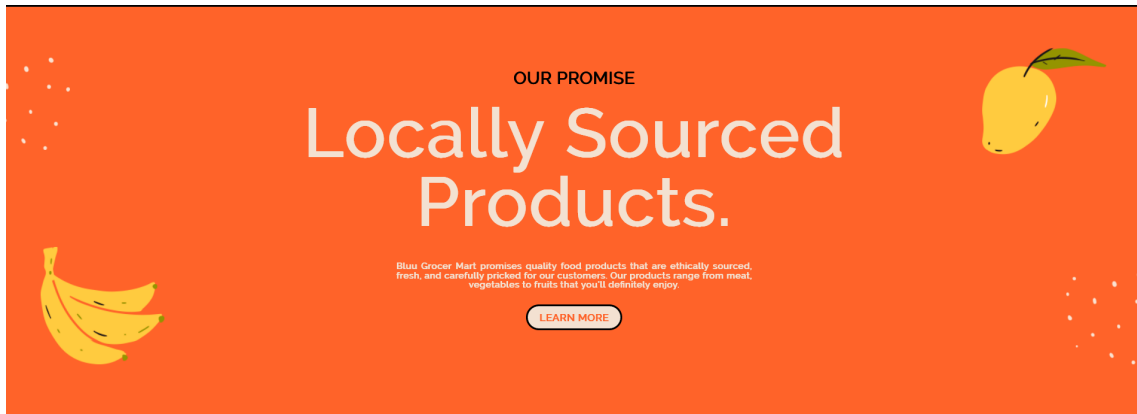 OUR PROMISE
Locally Sourced
Products.
Bluu Grocer Mart promises quality food products that are ethically sourced,
fresh, and carefully pricked for our customers. Our products range from meat,
vegetables to fruits that you'll definitely enjoy.
LEARN MORE